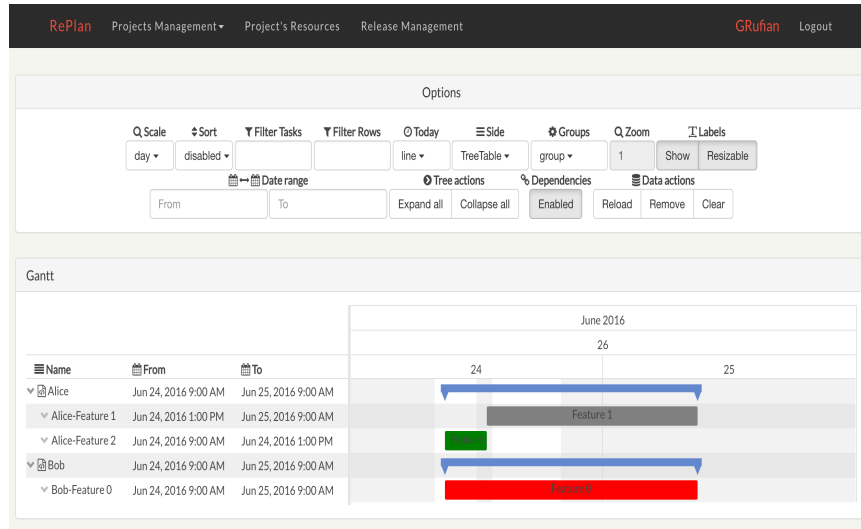 RePlan Projects Management Project's Resources Release Management GRufian Logout
Options
Scale Sort Filter Tasks Filter Rows Today Side Groups Zoom Labels
day disabled line TreeTable group 1 Show Resizable
Date range Tree actions Dependencies Data actions
From To Expand all Collapse all Enabled Reload Remove Clear
Gantt
June 2016
26
Name From To 24 25
Alice Jun 24, 2016 9:00 AM Jun 25, 2016 9:00 AM
Alice-Feature 1 Jun 24, 2016 1:00 PM Jun 25, 2016 9:00 AM Feature 1
Alice-Feature 2 Jun 24, 2016 9:00 AM Jun 24, 2016 1:00 PM Feature
Bob Jun 24, 2016 9:00 AM Jun 25, 2016 9:00 AM
Bob-Feature 0 Jun 24, 2016 9:00 AM Jun 25, 2016 9:00 AM Feature 0